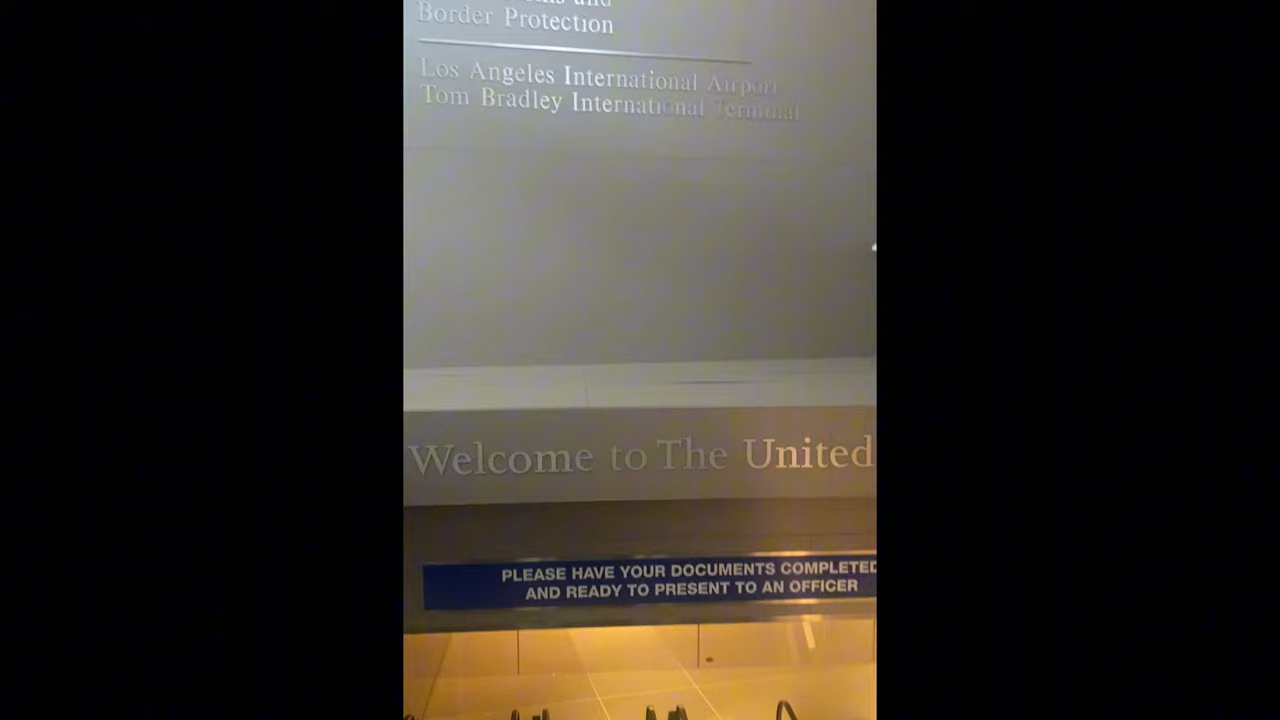 and
Border Protection
Los Angeles International Airport
Tom Bradley International Terminal
Welcome to The United
PLEASE HAVE YOUR DOCUMENTS COMPLETED
AND READY TO PRESENT TO AN OFFICER